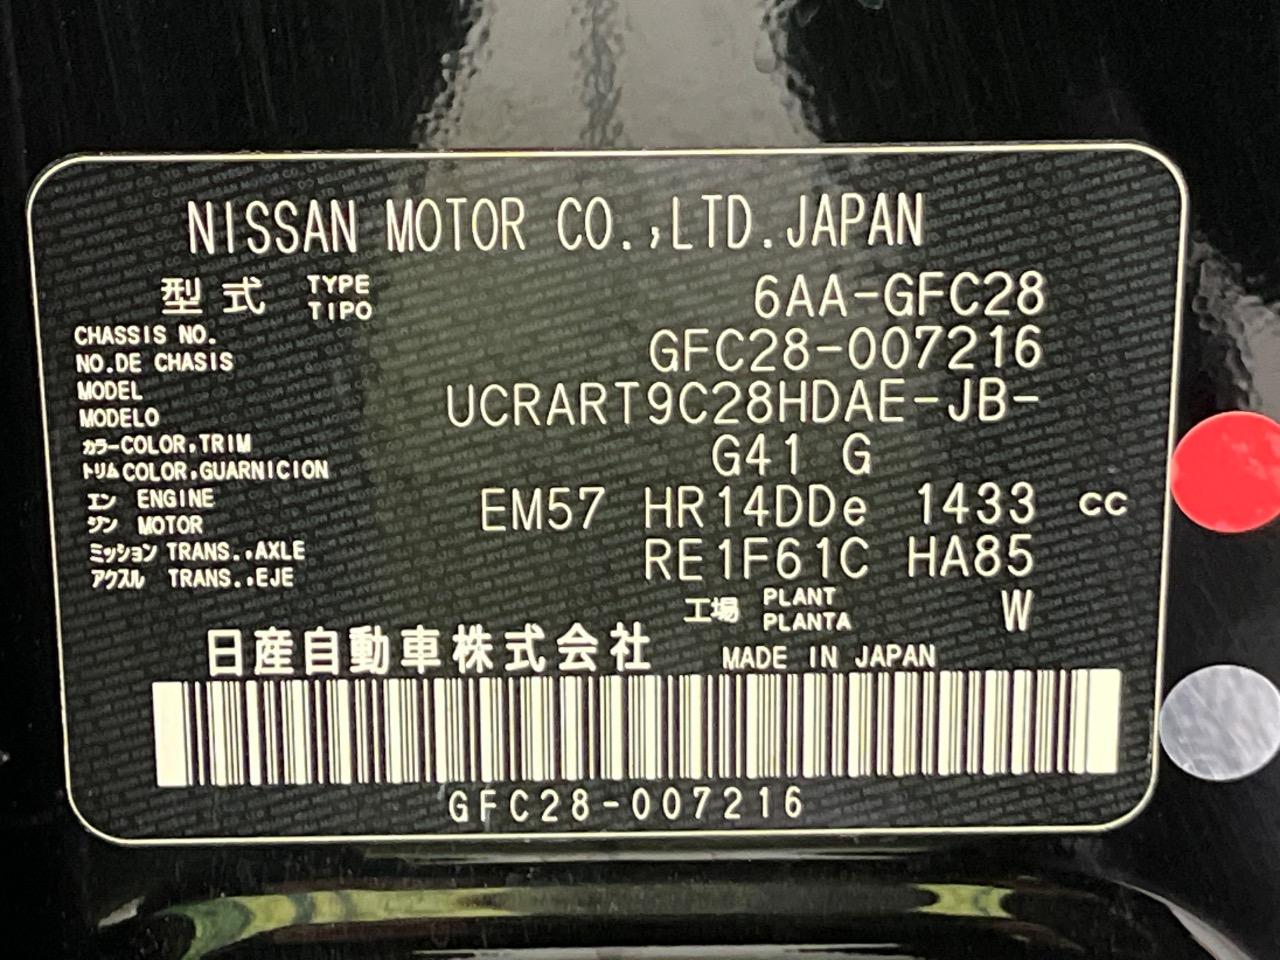 NISSAN MOTOR CO.,LTD.JAPAN
型式 TYPE TIPO 6AA-GFC28
CHASSIS NO. NO.DE CHASIS GFC28-007216
MODEL MODELO UCRART9C28HDAE-JB-
カラー COLOR,TRIM G41 G
トリム COLOR,GUARNICION
エン ENGINE EM57 HR14DDe 1433 cc
ジン MOTOR
ミッション TRANS.,AXLE RE1F61C HA85
アクスル TRANS.,EJE
工場 PLANT PLANTA W
日産自動車株式会社 MADE IN JAPAN
GFC28-007216